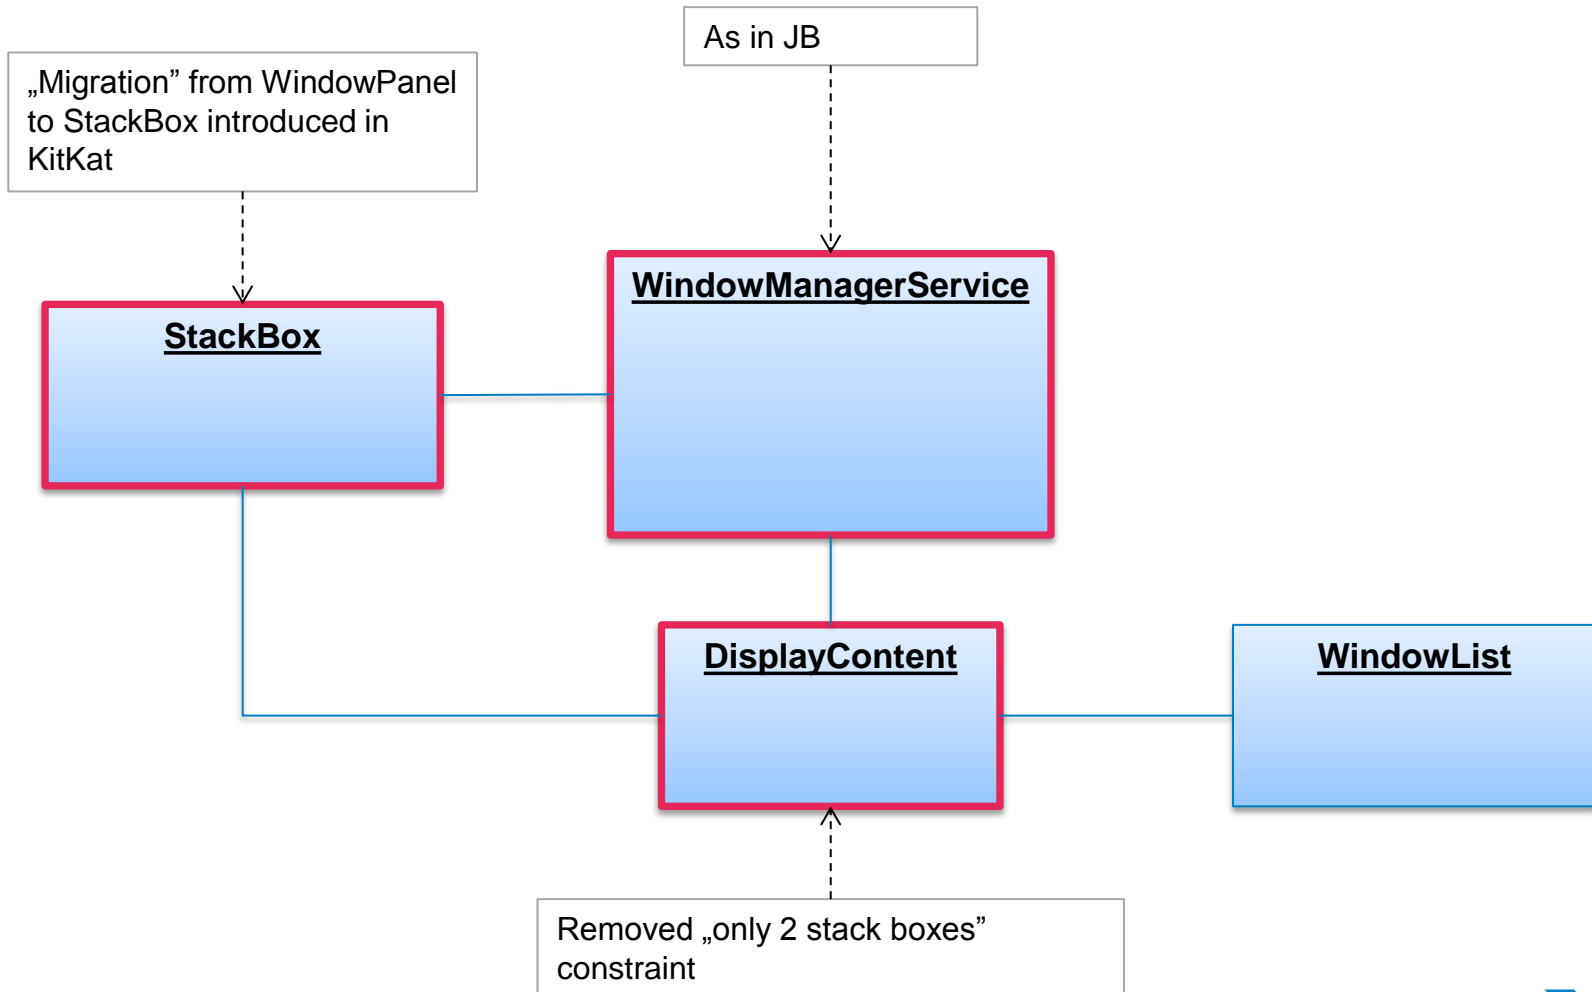 As in JB
„Migration” from WindowPanel
to StackBox introduced in
KitKat
WindowManagerService
StackBox
DisplayContent
WindowList
Removed „only 2 stack boxes”
constraint